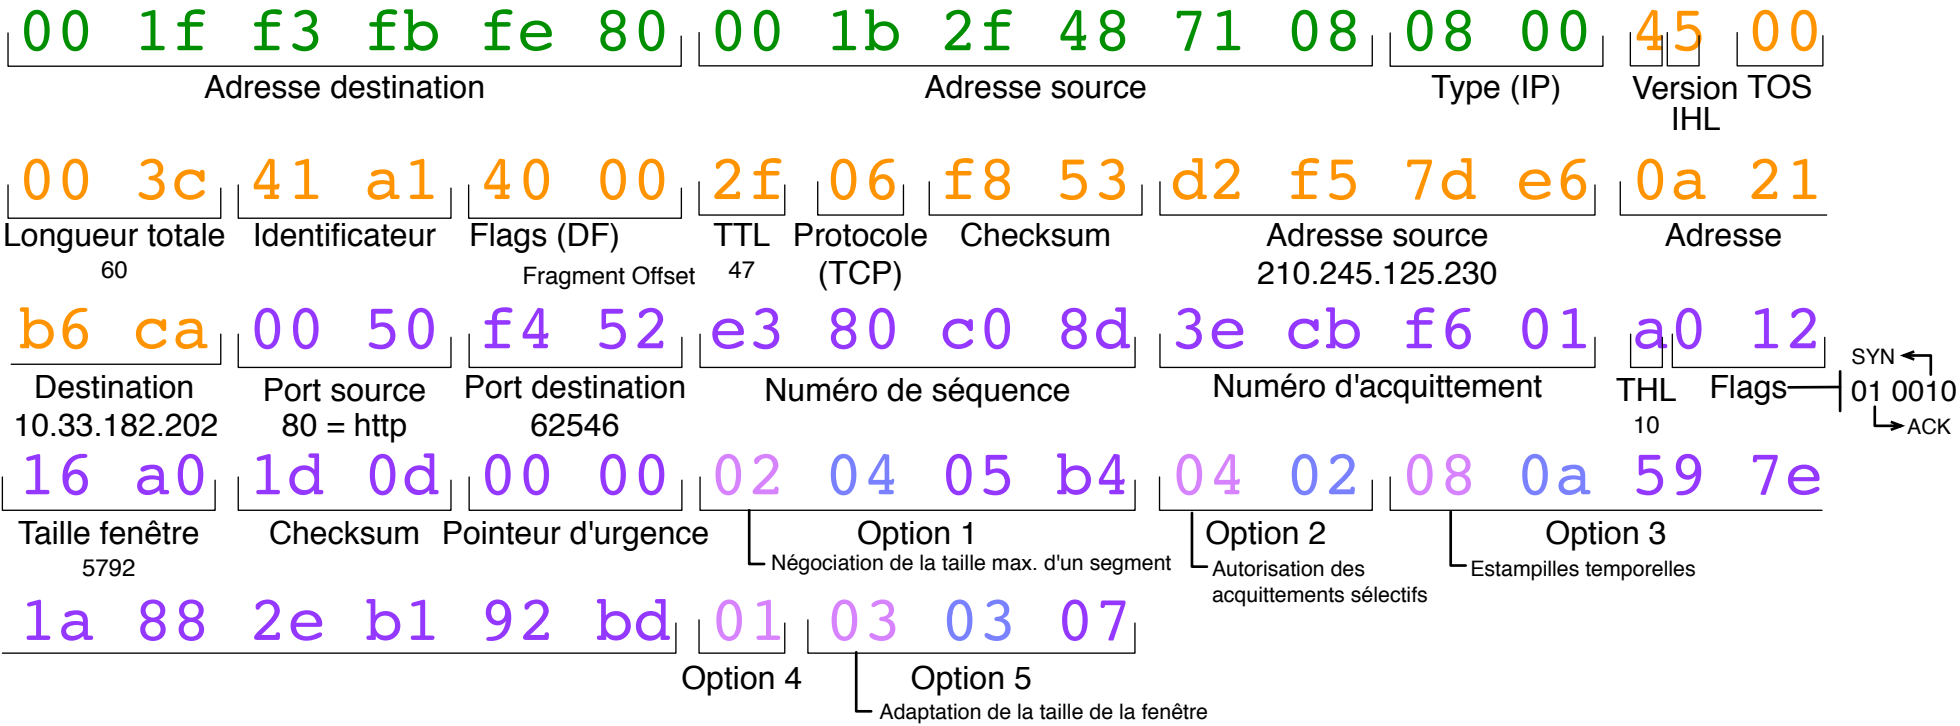 00 1f f3 fb fe 80 00 1b 2f 48 71 08 08 00 45 00
Adresse destination Adresse source Type (IP) Version TOS
IHL
00 3c 41 a1 40 00 2f 06 f8 53 d2 f5 7d e6 0a 21
Longueur totale Identificateur Flags (DF) TTL Protocole Checksum Adresse source Adresse
60 Fragment Offset 47 (TCP) 210.245.125.230
b6 ca 00 50 f4 52 e3 80 c0 8d 3e cb f6 01 a0 12
SYN
Destination Port source Port destination Numéro de séquence Numéro d'acquittement THL Flags 01 0010
10.33.182.202 80 = http 62546 10 ACK
16 a0 1d 0d 00 00 02 04 05 b4 04 02 08 0a 59 7e
Taille fenêtre Checksum Pointeur d'urgence Option 1 Option 2 Option 3
5792 Négociation de la taille max. d'un segment Autorisation des Estampilles temporelles
acquittements sélectifs
1a 88 2e b1 92 bd 01 03 03 07
Option 4 Option 5
Adaptation de la taille de la fenêtre